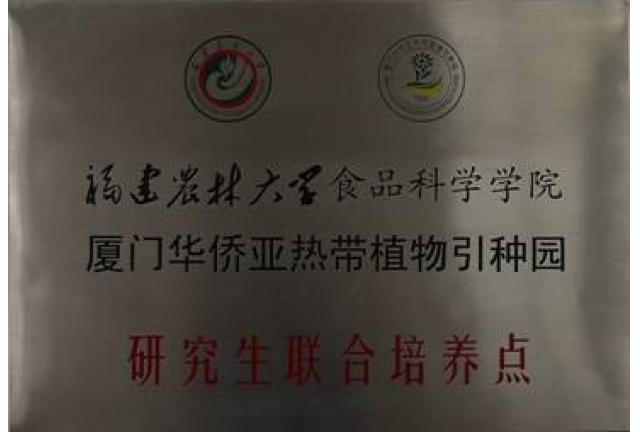 福建农林大学食品科学学院
厦门华侨亚热带植物引种园
研究生联合培养点